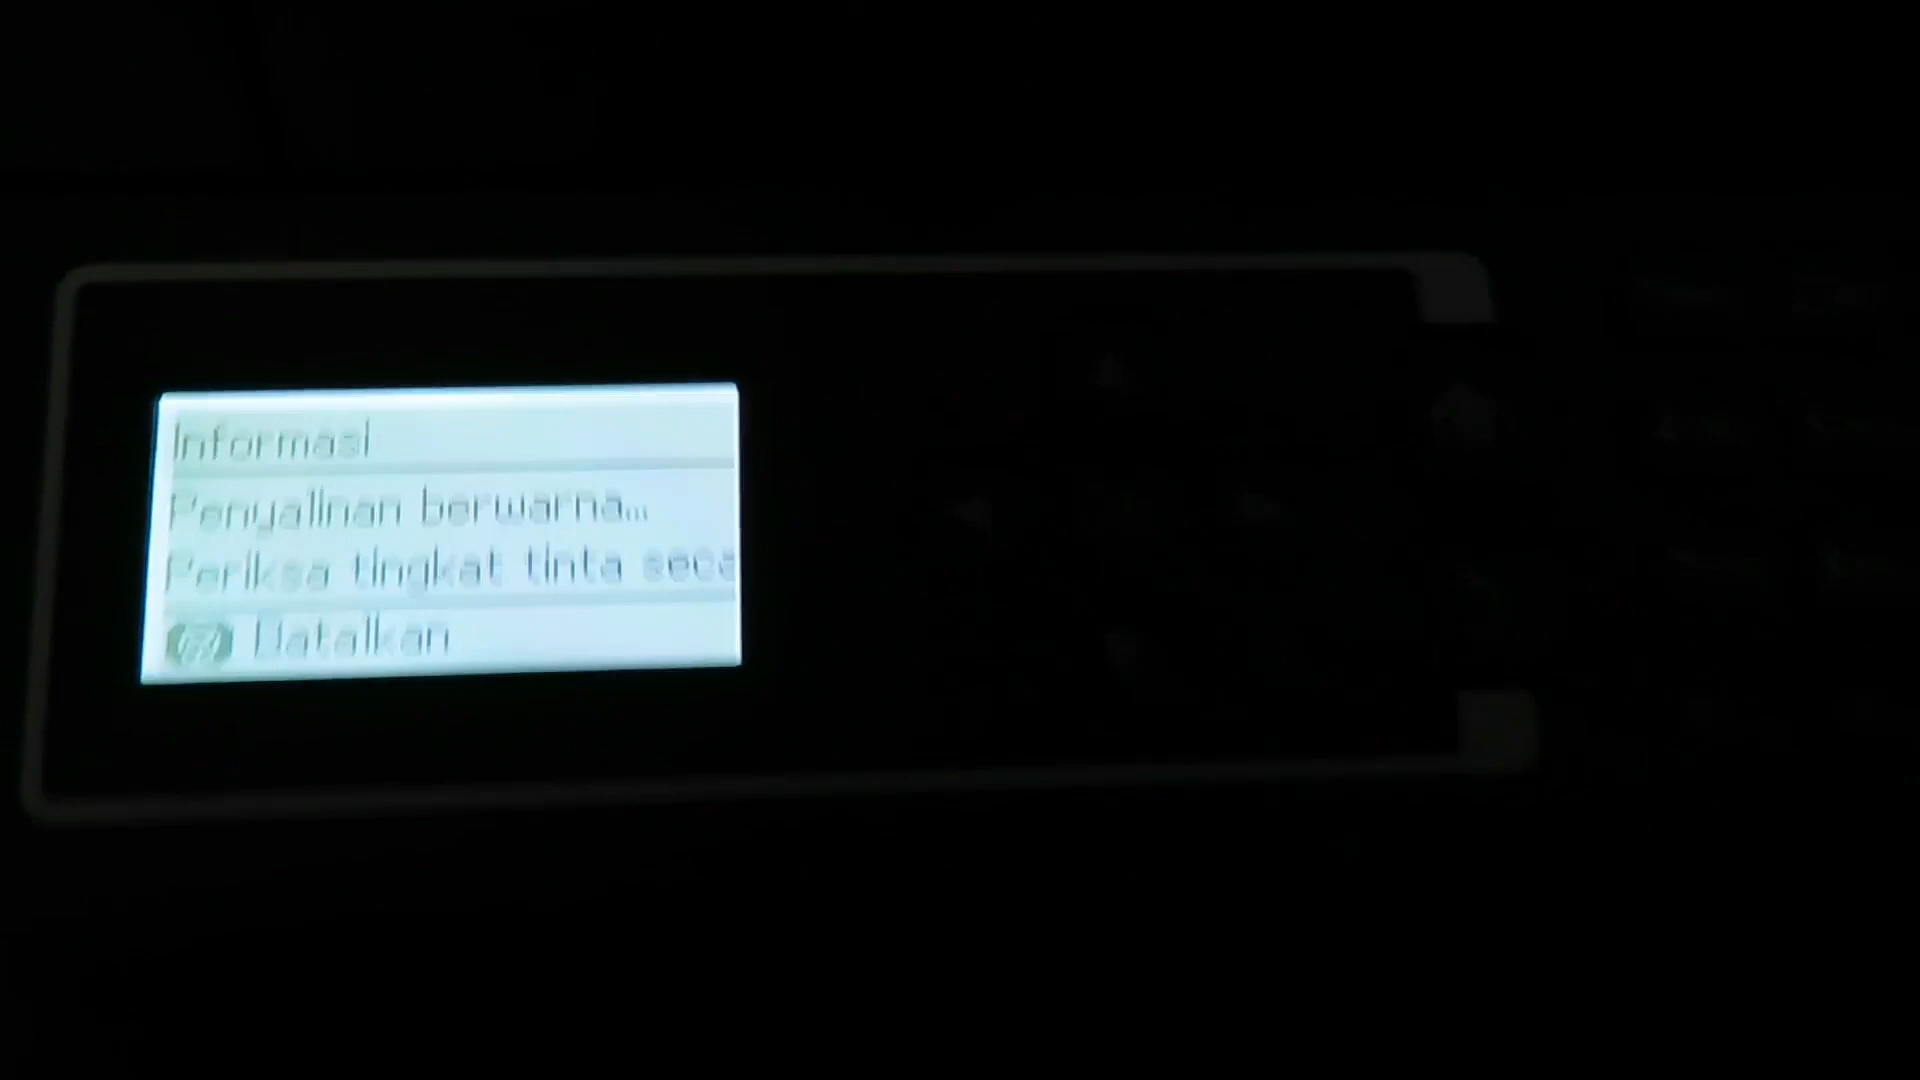 Informasi
Penyalinan berwarna...
Periksa tingkat tinta seca
Batalkan